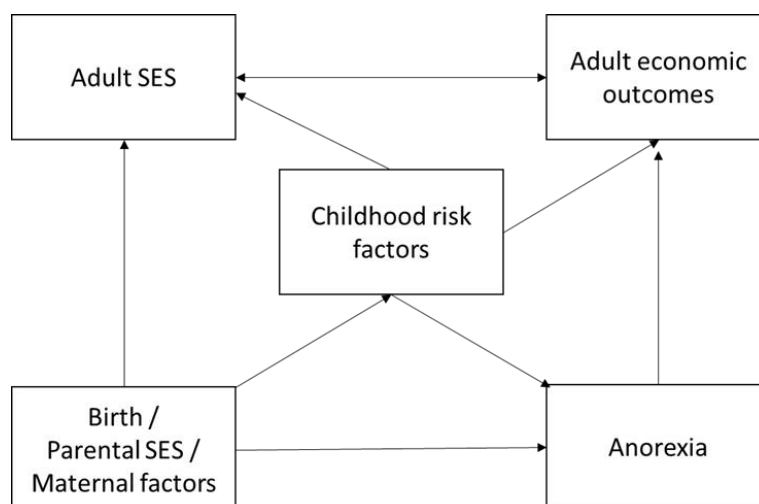 Adult SES
Adult economic
outcomes
Childhood risk
factors
Birth /
Parental SES /
Maternal factors
Anorexia